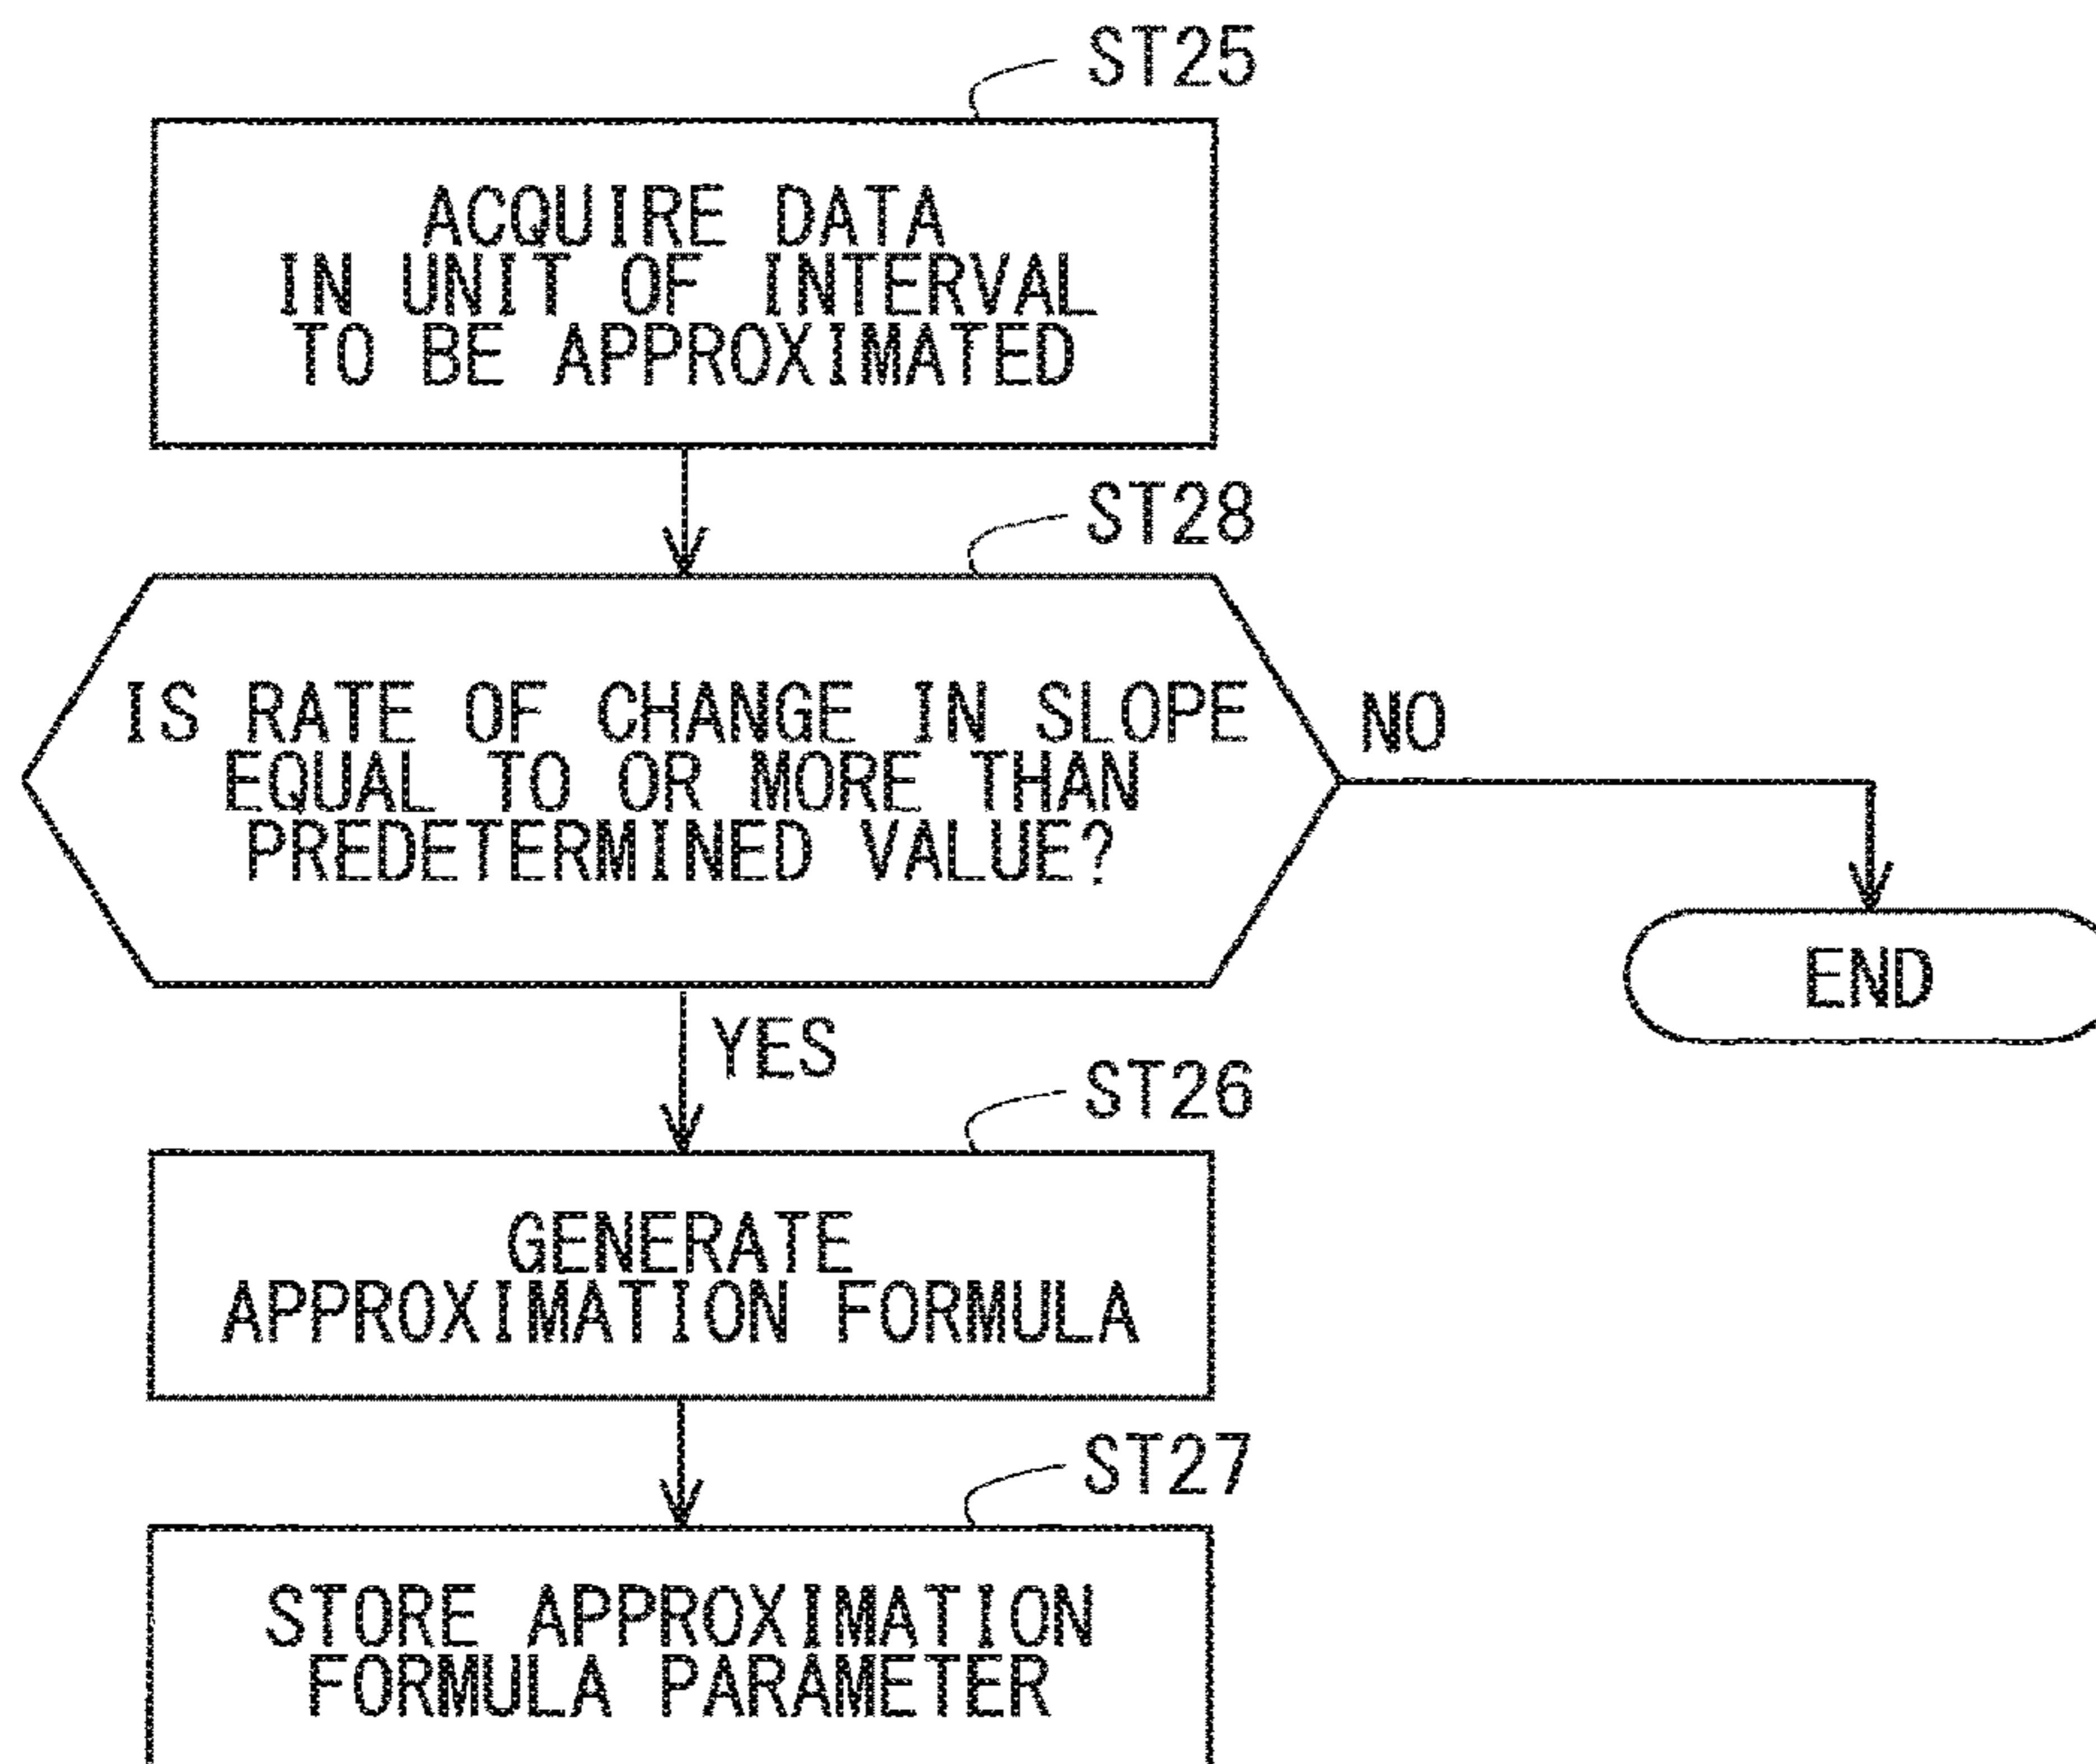 ST25
ACQUIRE DATA
IN UNIT OF INTERVAL
TO BE APPROXIMATED
ST28
IS RATE OF CHANGE IN SLOPE
EQUAL TO OR MORE THAN
PREDETERMINED VALUE?
NO
END
YES
ST26
GENERATE
APPROXIMATION FORMULA
ST27
STORE APPROXIMATION
FORMULA PARAMETER